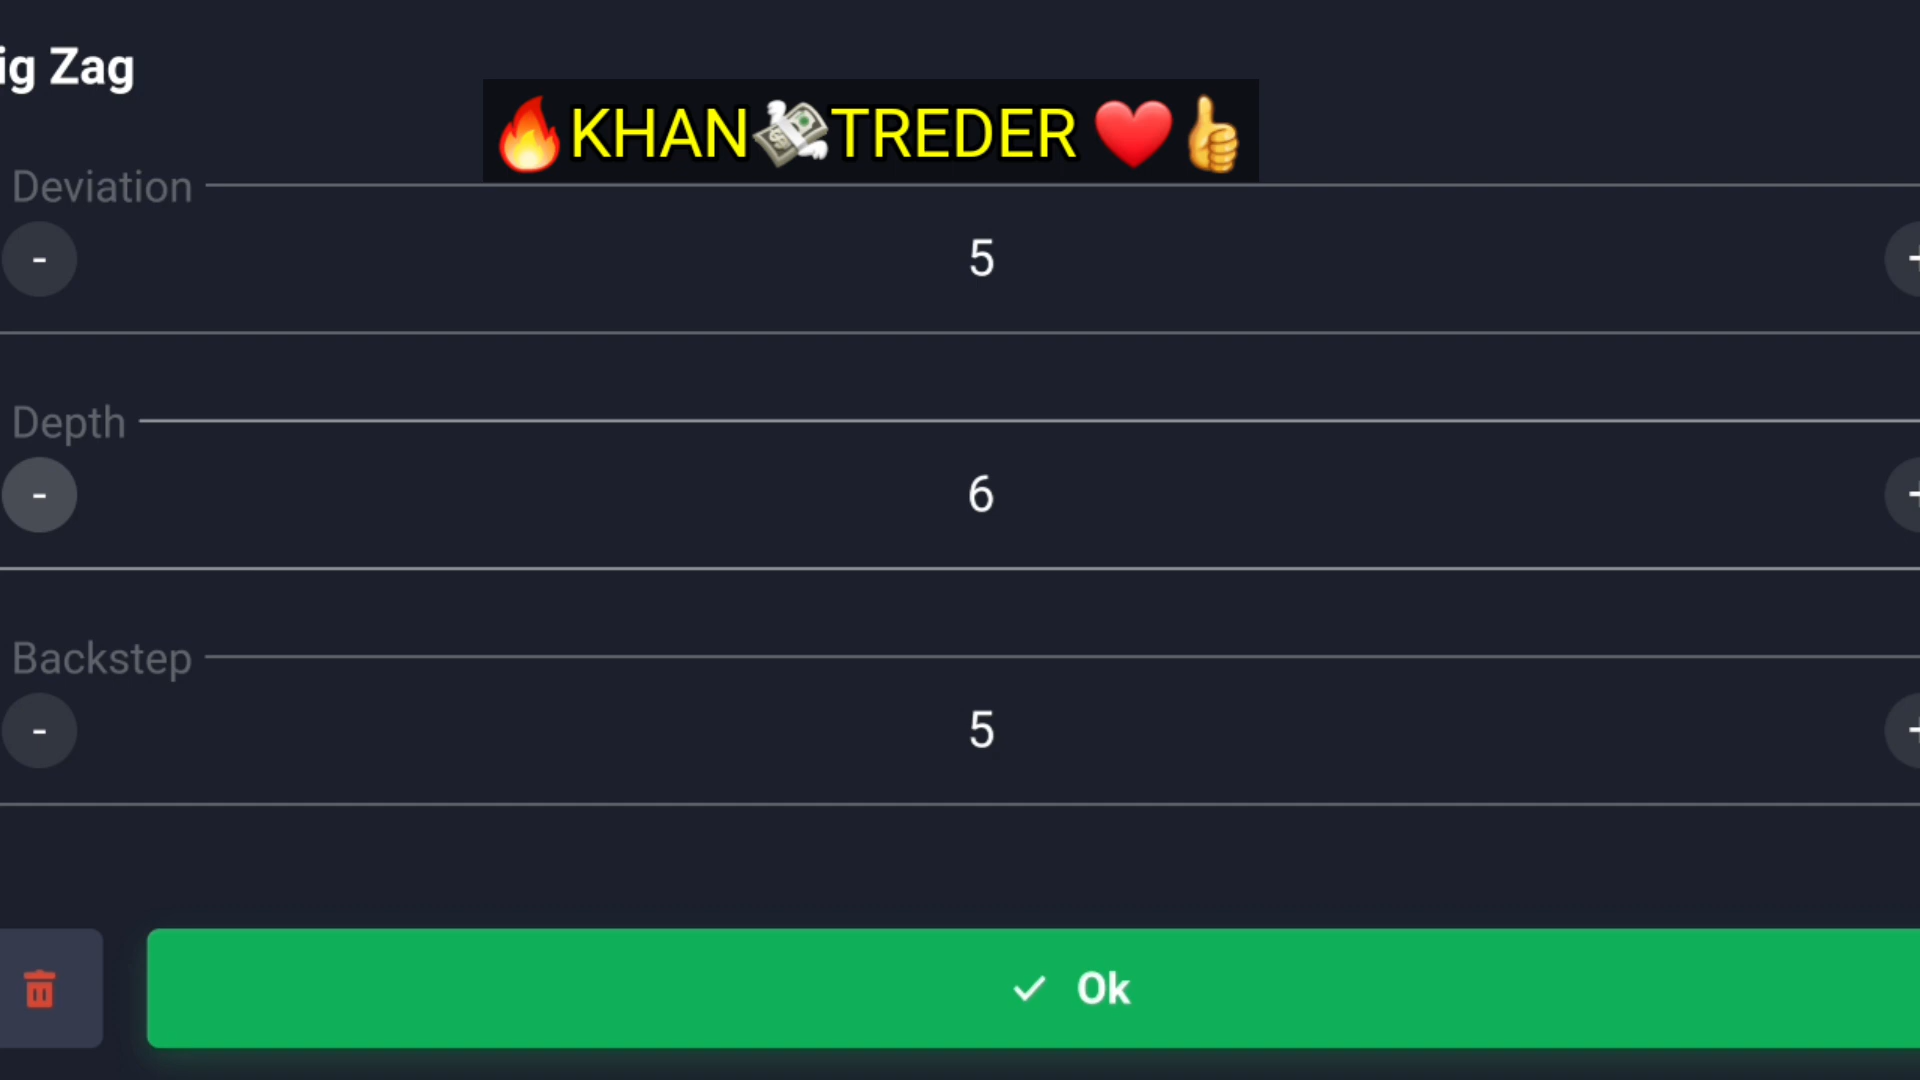 ig Zag
🔥KHAN💸TREDER ❤️👍
Deviation
- 5 +
Depth
- 6 +
Backstep
- 5 +
✓ Ok